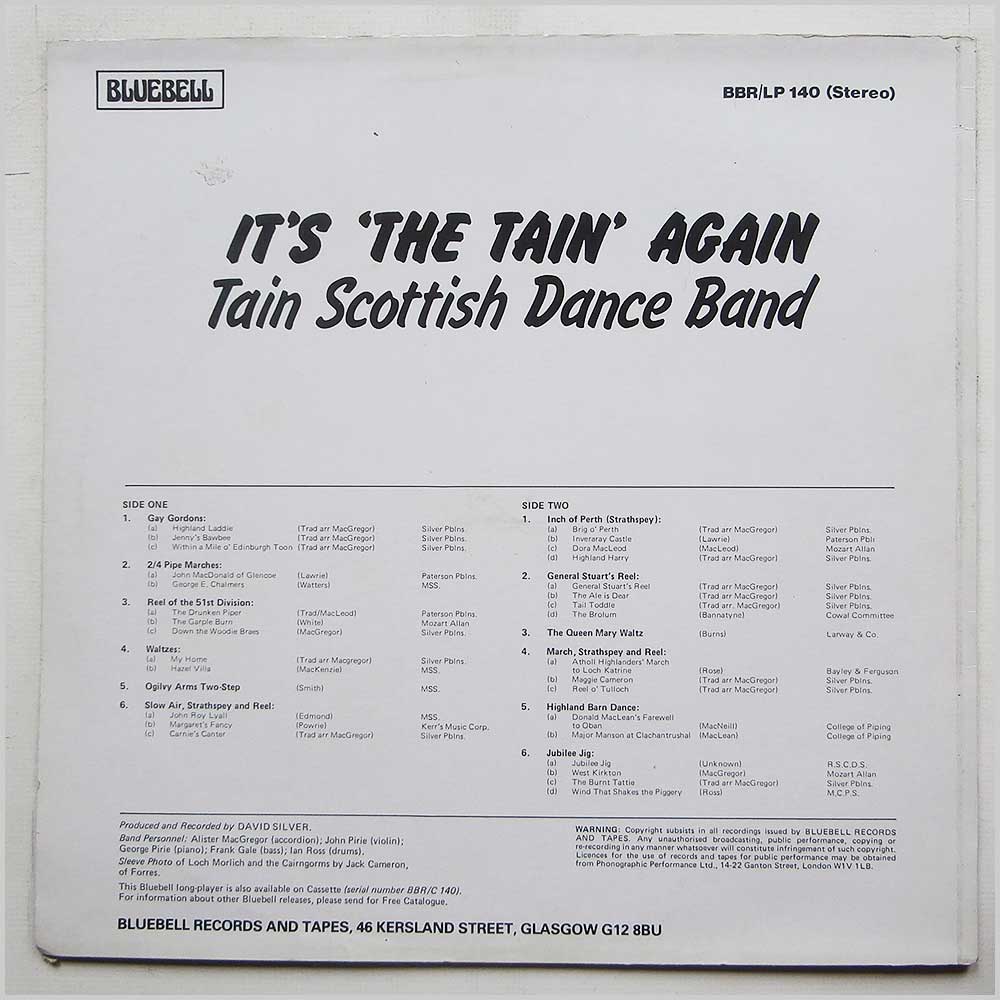 BLUEBELL
BBR/LP 140 (Stereo)
IT'S 'THE TAIN' AGAIN
Tain Scottish Dance Band
SIDE ONE
1. Gay Gordons:
(a) Highland Laddie (Trad arr MacGregor) Silver Pblns.
(b) Jenny's Bawbee (Trad arr MacGregor) Silver Pblns.
(c) Within a Mile o' Edinburgh Toon (Trad arr MacGregor) Silver Pblns.
2. 2/4 Pipe Marches:
(a) John MacDonald of Glencoe (Lawrie) Paterson Pblns.
(b) George E. Chalmers (Watters) MSS.
3. Reel of the 51st Division:
(a) The Drunken Piper (Trad/MacLeod) Paterson Pblns.
(b) The Garple Burn (White) Mozart Allan
(c) Down the Woodie Braes (MacGregor) Silver Pblns.
4. Waltzes:
(a) My Home (Trad arr Macgregor) Silver Pblns.
(b) Hazel Villa (MacKenzie) MSS.
5. Ogilvy Arms Two-Step (Smith) MSS.
6. Slow Air, Strathspey and Reel:
(a) John Roy Lyall (Edmond) MSS.
(b) Margaret's Fancy (Powrie) Kerr's Music Corp.
(c) Carnie's Canter (Trad arr MacGregor) Silver Pblns.
SIDE TWO
1. Inch of Perth (Strathspey):
(a) Brig o' Perth (Trad arr MacGregor) Silver Pblns.
(b) Inveraray Castle (Lawrie) Paterson Pbli
(c) Dora MacLeod (MacLeod) Mozart Allan
(d) Highland Harry (Trad arr MacGregor) Silver Pblns.
2. General Stuart's Reel:
(a) General Stuart's Reel (Trad arr MacGregor) Silver Pblns.
(b) The Ale is Dear (Trad arr MacGregor) Silver Pblns.
(c) Tail Toddle (Trad arr. MacGregor) Silver Pblns.
(d) The Brolum (Bannatyne) Cowal Committee
3. The Queen Mary Waltz (Burns) Larway & Co.
4. March, Strathspey and Reel:
(a) Atholl Highlanders' March
to Loch Katrine (Rose) Bayley & Ferguson
(b) Maggie Cameron (Trad arr MacGregor) Silver Pblns.
(c) Reel o' Tulloch (Trad arr MacGregor) Silver Pblns.
5. Highland Barn Dance:
(a) Donald MacLean's Farewell
to Oban (MacNeill) College of Piping
(b) Major Manson at Clachantrushal (MacLean) College of Piping
6. Jubilee Jig:
(a) Jubilee Jig (Unknown) R.S.C.D.S.
(b) West Kirkton (MacGregor) Mozart Allan
(c) The Burnt Tattie (Trad arr MacGregor) Silver Pblns.
(d) Wind That Shakes the Piggery (Ross) M.C.P.S.
Produced and Recorded by DAVID SILVER.
Band Personnel: Alister MacGregor (accordion); John Pirie (violin);
George Pirie (piano); Frank Gale (bass); Ian Ross (drums).
Sleeve Photo of Loch Morlich and the Cairngorms by Jack Cameron,
of Forres.
This Bluebell long-player is also available on Cassette (serial number BBR/C 140).
For information about other Bluebell releases, please send for Free Catalogue.
WARNING: Copyright subsists in all recordings issued by BLUEBELL RECORDS
AND TAPES. Any unauthorised broadcasting, public performance, copying or
re-recording in any manner whatsoever will constitute infringement of such copyright.
Licences for the use of records and tapes for public performance may be obtained
from Phonographic Performance Ltd., 14-22 Ganton Street, London W1V 1LB.
BLUEBELL RECORDS AND TAPES, 46 KERSLAND STREET, GLASGOW G12 8BU